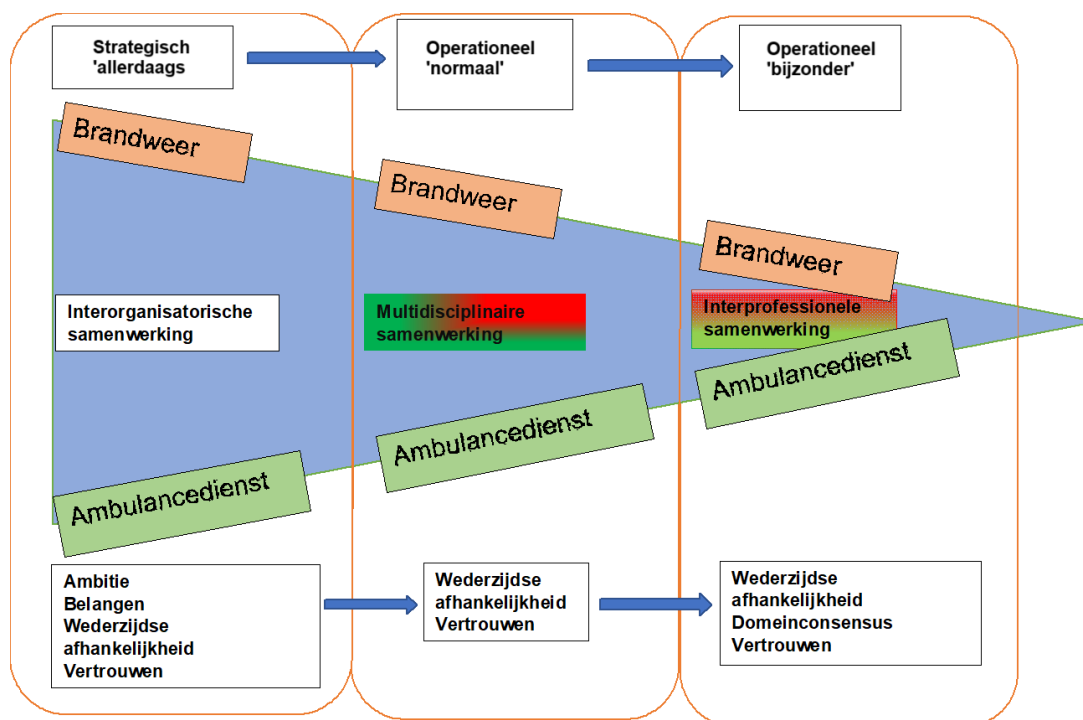 Strategisch
'allerdaags
Operationeel
'normaal'
Operationeel
'bijzonder'
Brandweer
Brandweer
Brandweer
Interorganisatorische
samenwerking
Multidisciplinaire
samenwerking
Interprofessionele
samenwerking
Ambulancedienst
Ambulancedienst
Ambulancedienst
Ambitie
Belangen
Wederzijdse
afhankelijkheid
Vertrouwen
Wederzijdse
afhankelijkheid
Vertrouwen
Wederzijdse
afhankelijkheid
Domeinconsensus
Vertrouwen